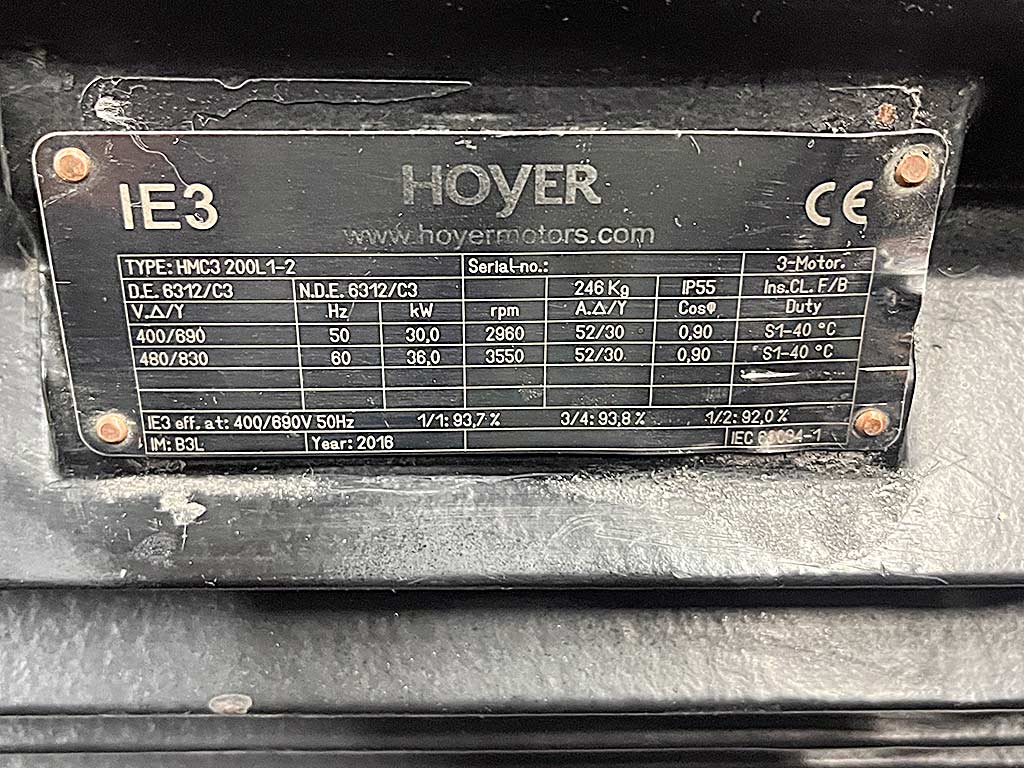 IE3 HOYER CE
www.hoyermotors.com
TYPE: HMC3 200L1-2 Serial-no.: 3-Motor.
D.E. 6312/C3 N.D.E. 6312/C3 246 Kg IP55 Ins.CL. F/B
V.Δ/Y Hz kW rpm A.Δ/Y Cosφ Duty
400/690 50 30,0 2960 52/30 0,90 S1-40 °C
480/830 60 36,0 3550 52/30 0,90 S1-40 °C
IE3 eff. at: 400/690V 50Hz 1/1: 93,7 % 3/4: 93,8 % 1/2: 92,0 %
IM: B3L Year: 2016 IEC 60034-1